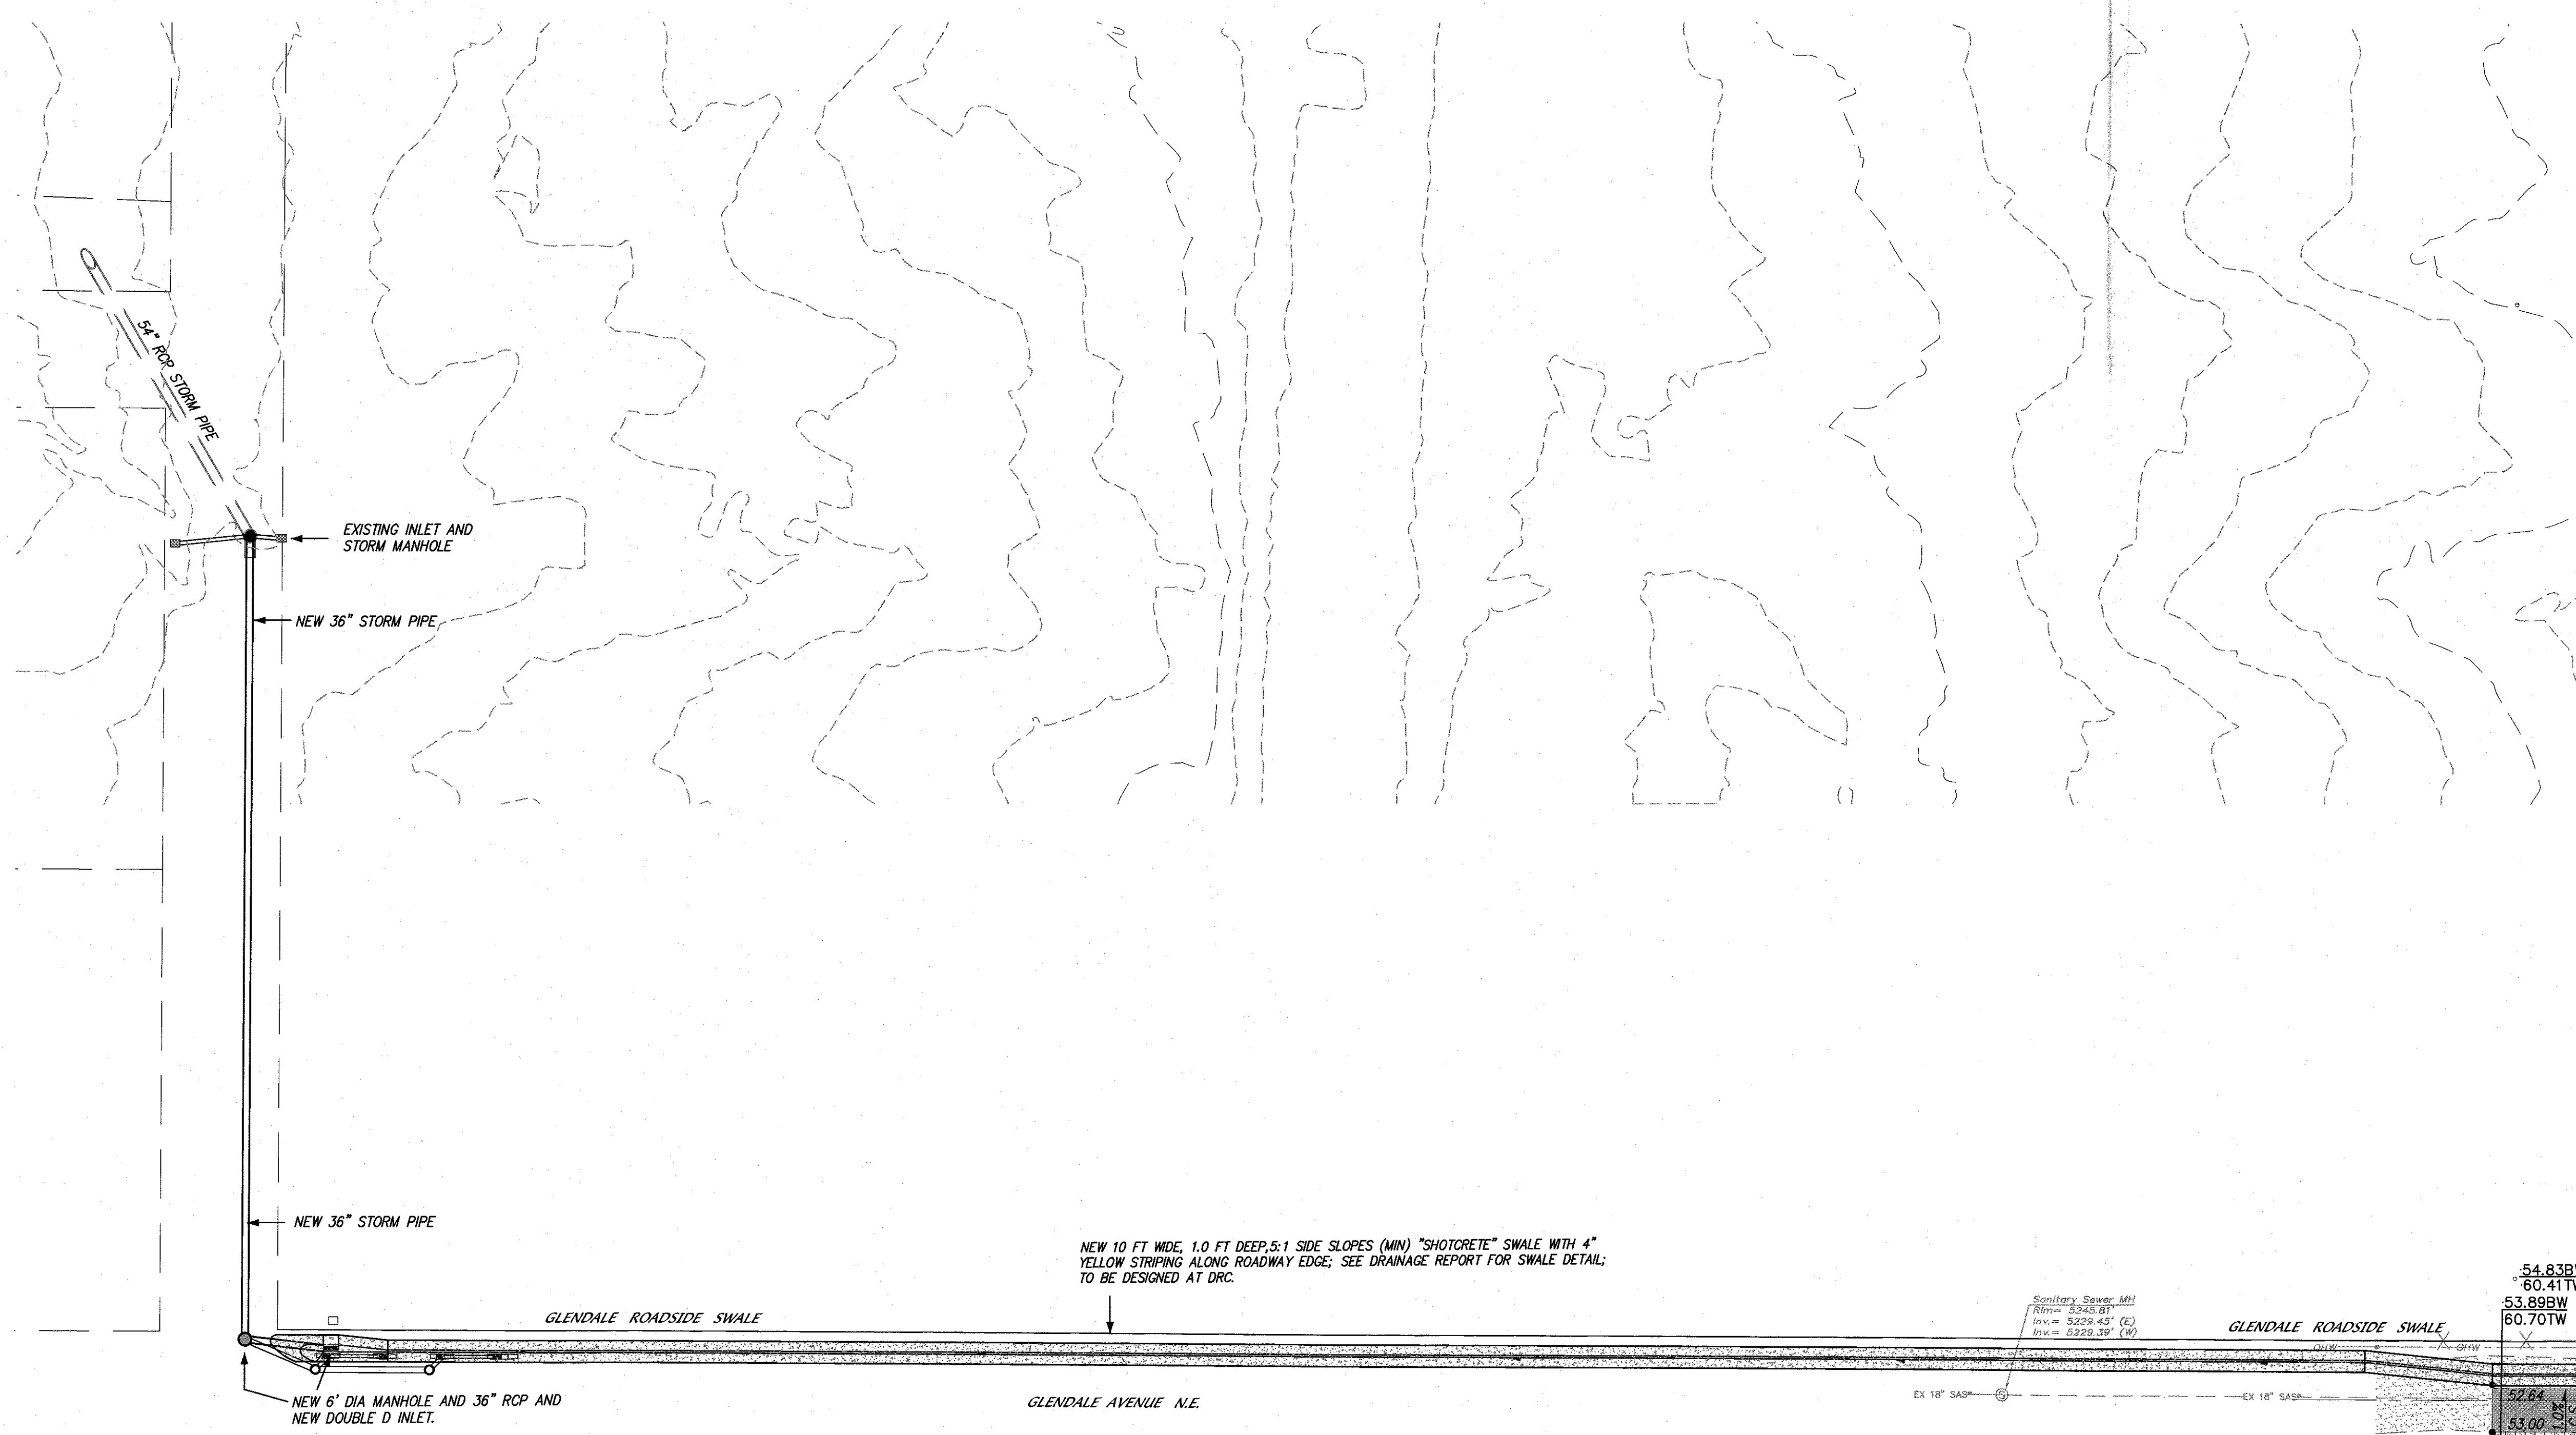 54" RCP STORM PIPE
EXISTING INLET AND
STORM MANHOLE
NEW 36" STORM PIPE
NEW 36" STORM PIPE
NEW 10 FT WIDE, 1.0 FT DEEP,5:1 SIDE SLOPES (MIN) "SHOTCRETE" SWALE WITH 4"
YELLOW STRIPING ALONG ROADWAY EDGE; SEE DRAINAGE REPORT FOR SWALE DETAIL;
TO BE DESIGNED AT DRC.
54.83B
60.41T
53.89BW
60.70TW
Sanitary Sewer MH
Rim= 5245.81'
Inv.= 5229.45' (E)
Inv.= 5229.39' (W)
GLENDALE ROADSIDE SWALE
GLENDALE ROADSIDE SWALE
OHW
OHW
EX 18" SAS
EX 18" SAS
52.64
53.00
1.0%
NEW 6' DIA MANHOLE AND 36" RCP AND
NEW DOUBLE D INLET.
GLENDALE AVENUE N.E.